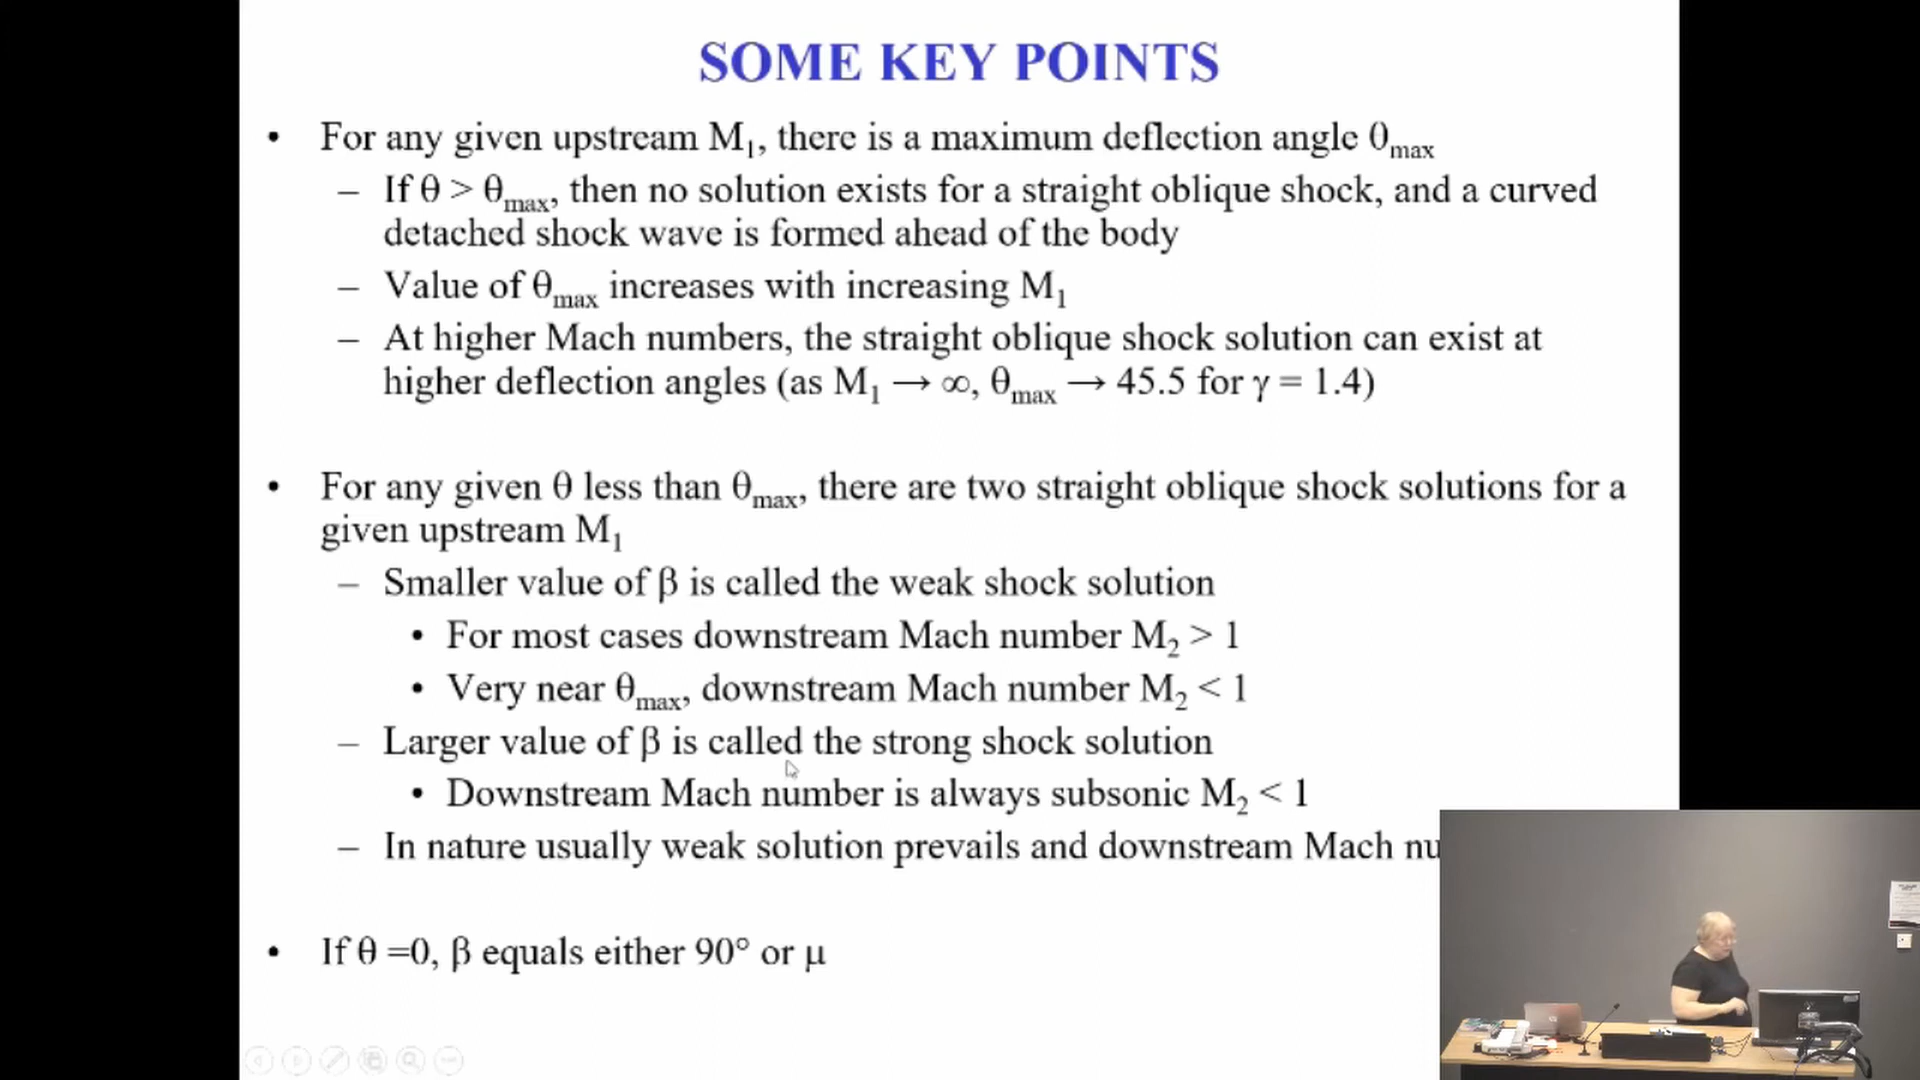 SOME KEY POINTS
• For any given upstream M₁, there is a maximum deflection angle θmax
– If θ > θmax, then no solution exists for a straight oblique shock, and a curved
detached shock wave is formed ahead of the body
– Value of θmax increases with increasing M₁
– At higher Mach numbers, the straight oblique shock solution can exist at
higher deflection angles (as M₁ → ∞, θmax → 45.5 for γ = 1.4)
• For any given θ less than θmax, there are two straight oblique shock solutions for a
given upstream M₁
– Smaller value of β is called the weak shock solution
• For most cases downstream Mach number M₂ > 1
• Very near θmax, downstream Mach number M₂ < 1
– Larger value of β is called the strong shock solution
• Downstream Mach number is always subsonic M₂ < 1
– In nature usually weak solution prevails and downstream Mach nu
• If θ =0, β equals either 90° or μ